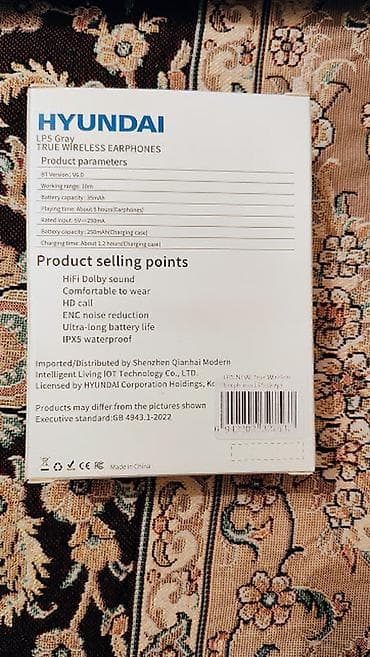 HYUNDAI
LP5 Gray
TRUE WIRELESS EARPHONES
Product parameters
BT Version: V6.0
Working range: 10m
Battery capacity: 35mAh
Playing time: About 5 hours(Earphones)
Rated input: 5V⎓250mA
Battery capacity: 250mAh(Charging case)
Charging time: About 1.2 hours(Charging case)
Product selling points
HiFi Dolby sound
Comfortable to wear
HD call
ENC noise reduction
Ultra-long battery life
IPX5 waterproof
Imported/Distributed by Shenzhen Qianhai Modern
Intelligent Living IOT Technology Co., LTD.
Licensed by HYUNDAI Corporation Holdings,
Products may differ from the pictures shown
Executive standard:GB 4943.1-2022
CE Made in China